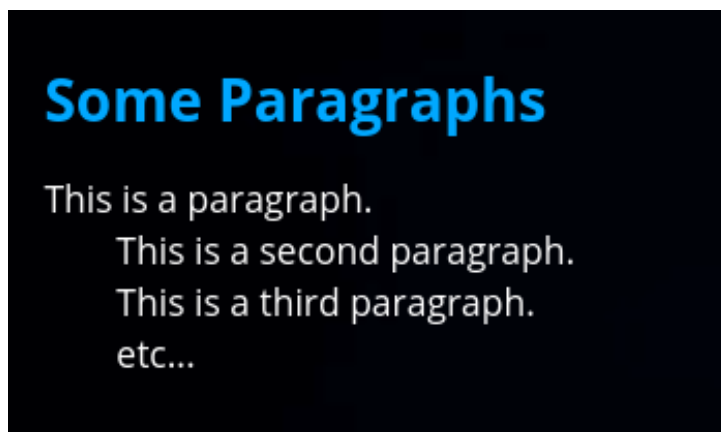 Some Paragraphs
This is a paragraph.
This is a second paragraph.
This is a third paragraph.
etc...